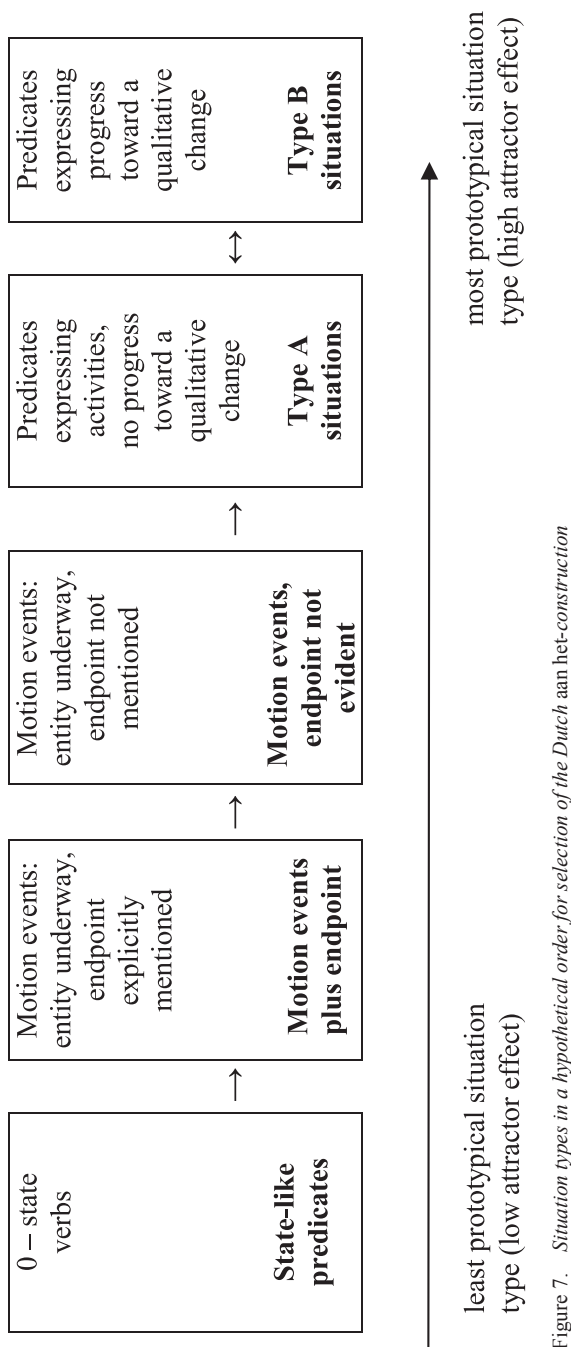 0 – state
verbs
State-like
predicates
→
Motion events:
entity underway,
endpoint
explicitly
mentioned
Motion events
plus endpoint
→
Motion events:
entity underway,
endpoint not
mentioned
Motion events,
endpoint not
evident
→
Predicates
expressing
activities,
no progress
toward a
qualitative
change
Type A
situations
↔
Predicates
expressing
progress
toward a
qualitative
change
Type B
situations
least prototypical situation
type (low attractor effect)
most prototypical situation
type (high attractor effect)
Figure 7. Situation types in a hypothetical order for selection of the Dutch aan het-construction